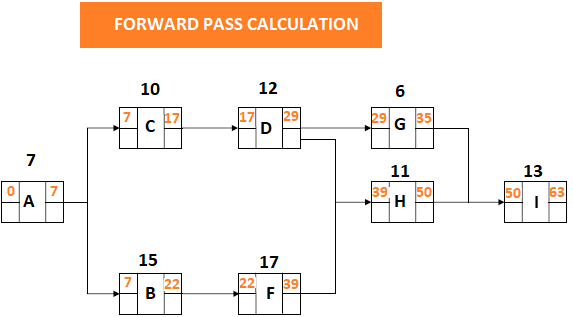 FORWARD PASS CALCULATION
10 12 6
7 C 17 17 D 29 29 G 35
7 11 13
0 A 7 39 H 50 50 I 63
15 17
7 B 22 22 F 39